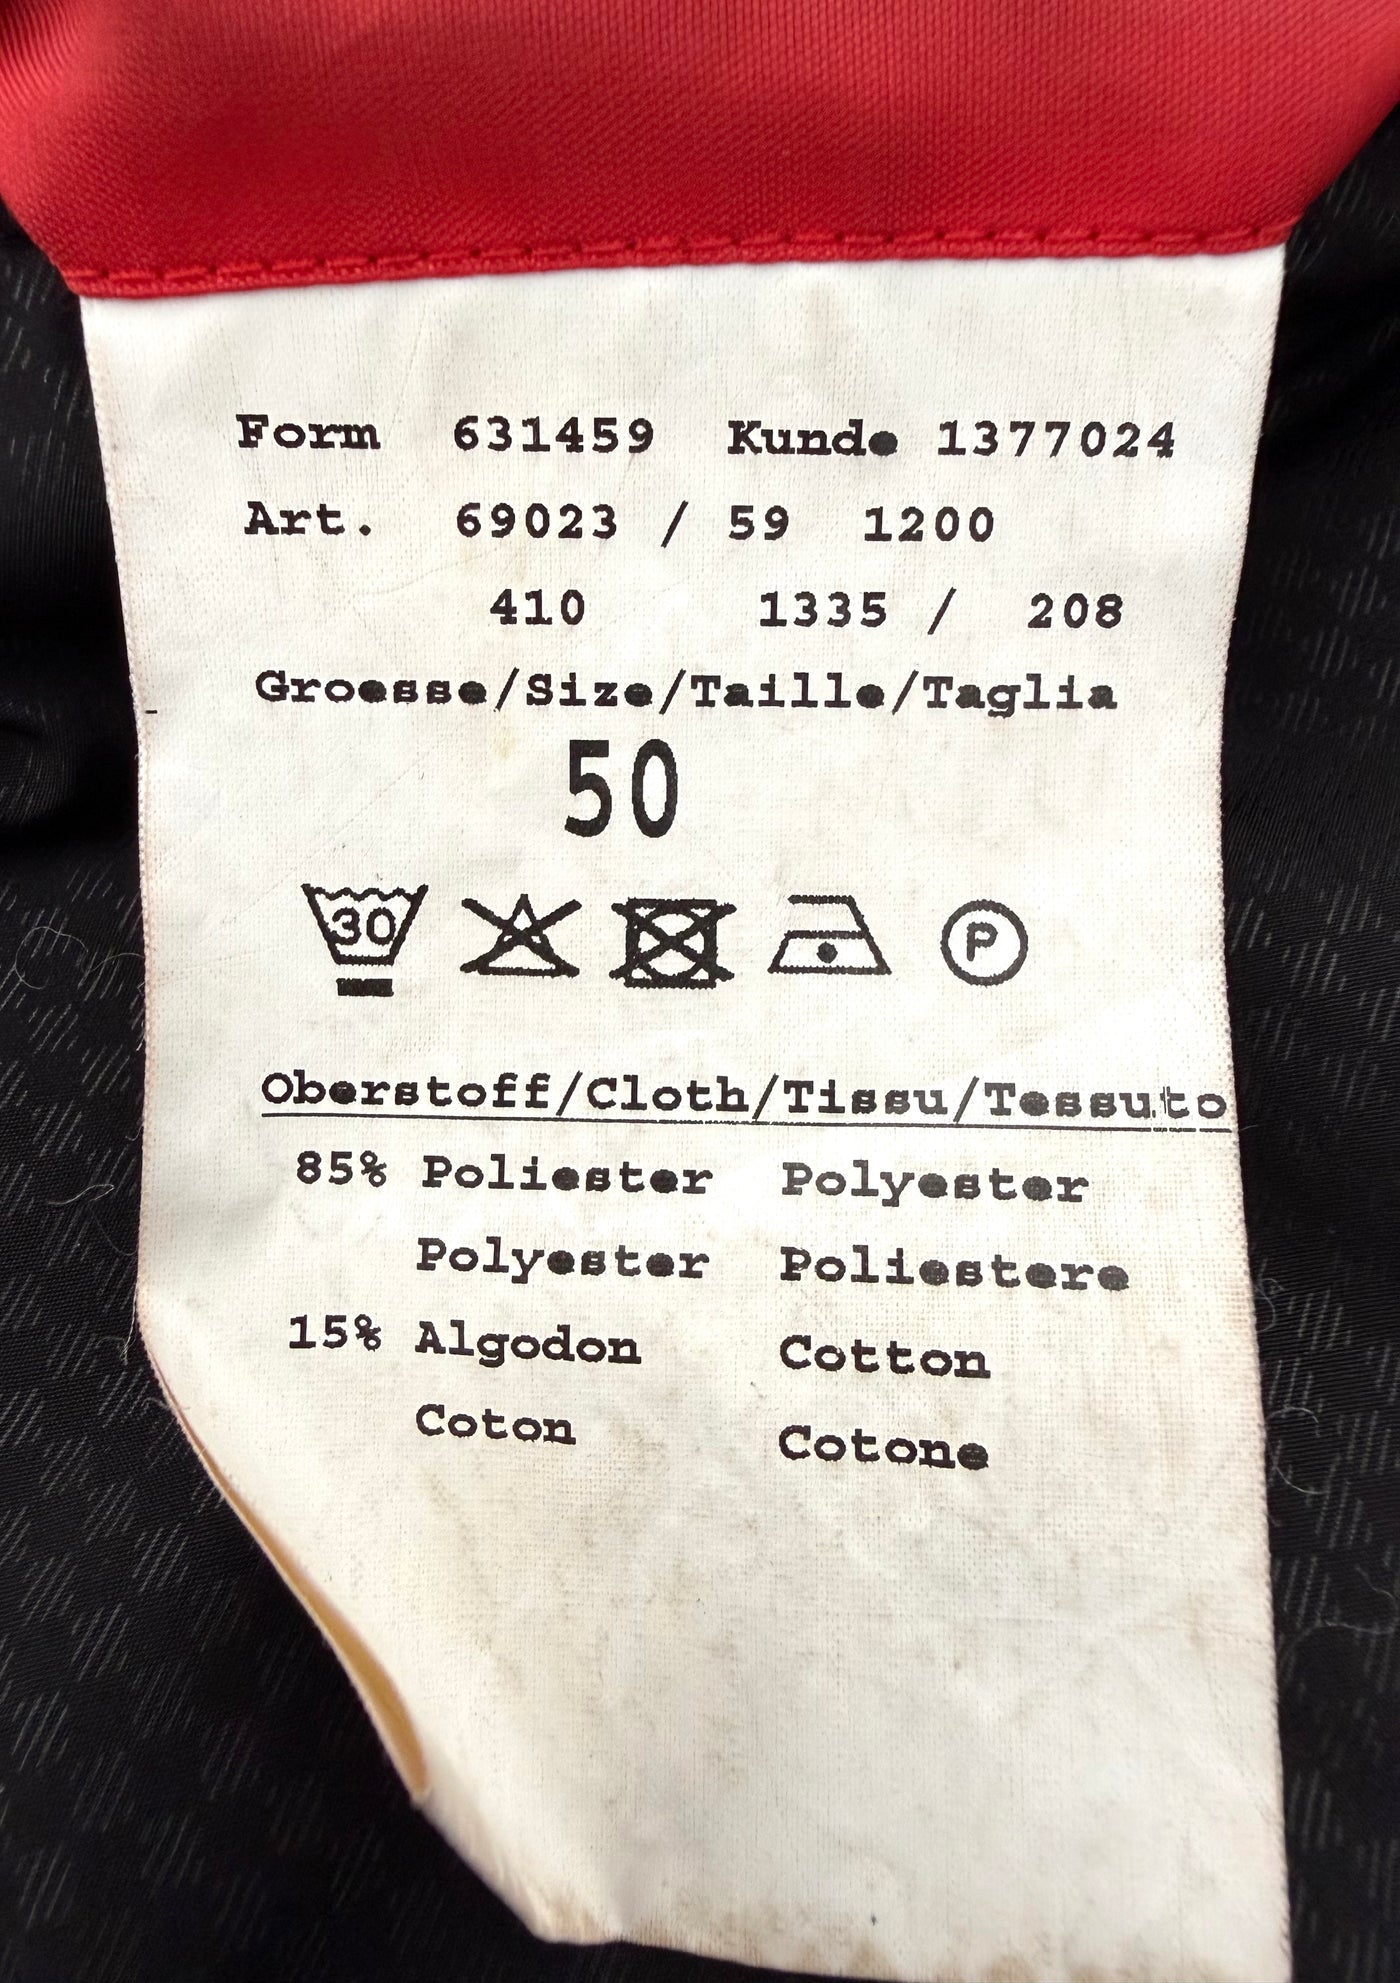 Form 631459 Kunde 1377024
Art. 69023 / 59 1200
410 1335 / 208
Groesse/Size/Taille/Taglia
50
30 P
Oberstoff/Cloth/Tissu/Tessuto
85% Poliester Polyester
Polyester Poliestere
15% Algodon Cotton
Coton Cotone